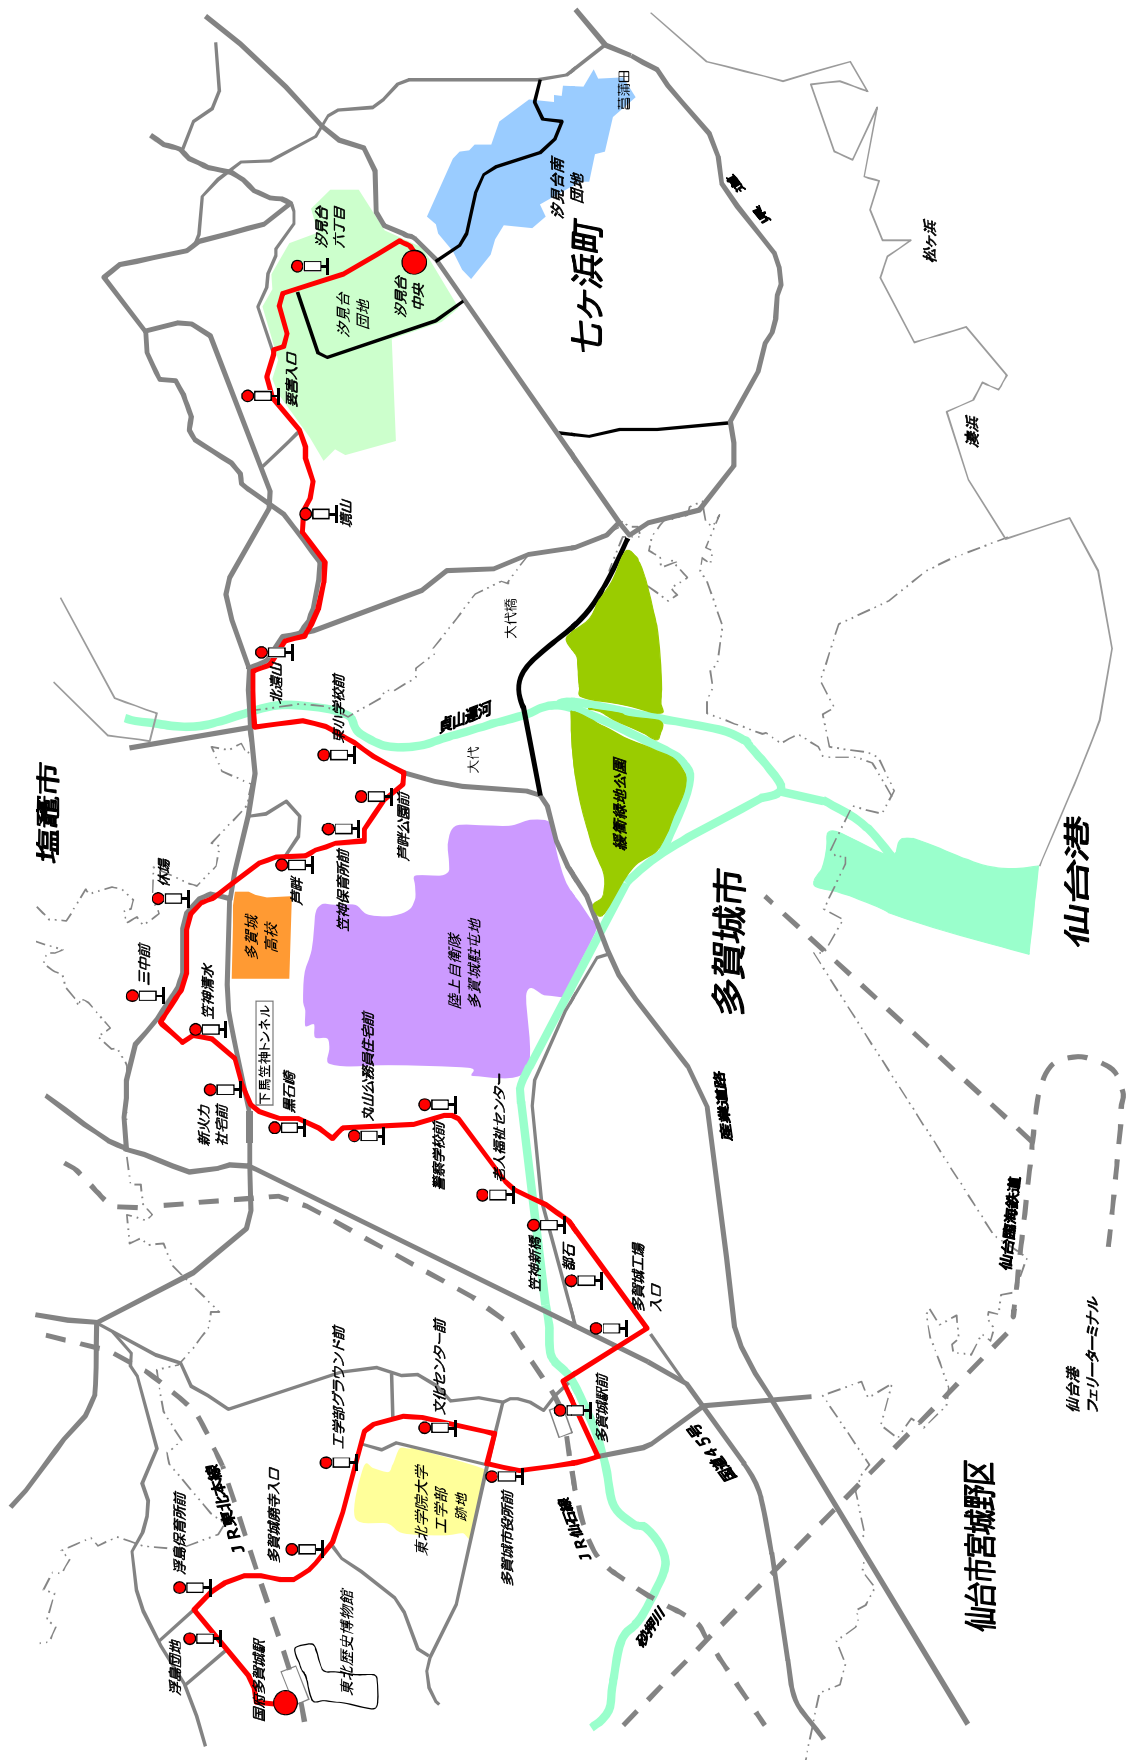 塩竈市
七ヶ浜町
多賀城市
仙台港
仙台市宮城野区
菖蒲田
汐見台南
団地
県道
松ヶ浜
湊浜
汐見台
六丁目
汐見台
団地
汐見台
中央
要害入口
境山
北遠山
大代橋
貞山運河
大代
東小学校前
芦畔公園前
笠神保育所前
芦畔
緩衝緑地公園
休場
多賀城
高校
三中前
笠神清水
陸上自衛隊
多賀城駐屯地
下馬笠神トンネル
新火力
社宅前
黒石崎
丸山公務員住宅前
警察学校前
老人福祉センター
産業道路
笠神新橋
都石
多賀城工場
入口
仙台臨海鉄道
仙台港
フェリーターミナル
工学部グラウンド前
文化センター前
多賀城駅前
国道45号
東北学院大学
工学部
跡地
多賀城市役所前
JR仙石線
JR東北本線
多賀城廃寺入口
浮島保育所前
浮島団地
国府多賀城駅
東北歴史博物館
砂押川